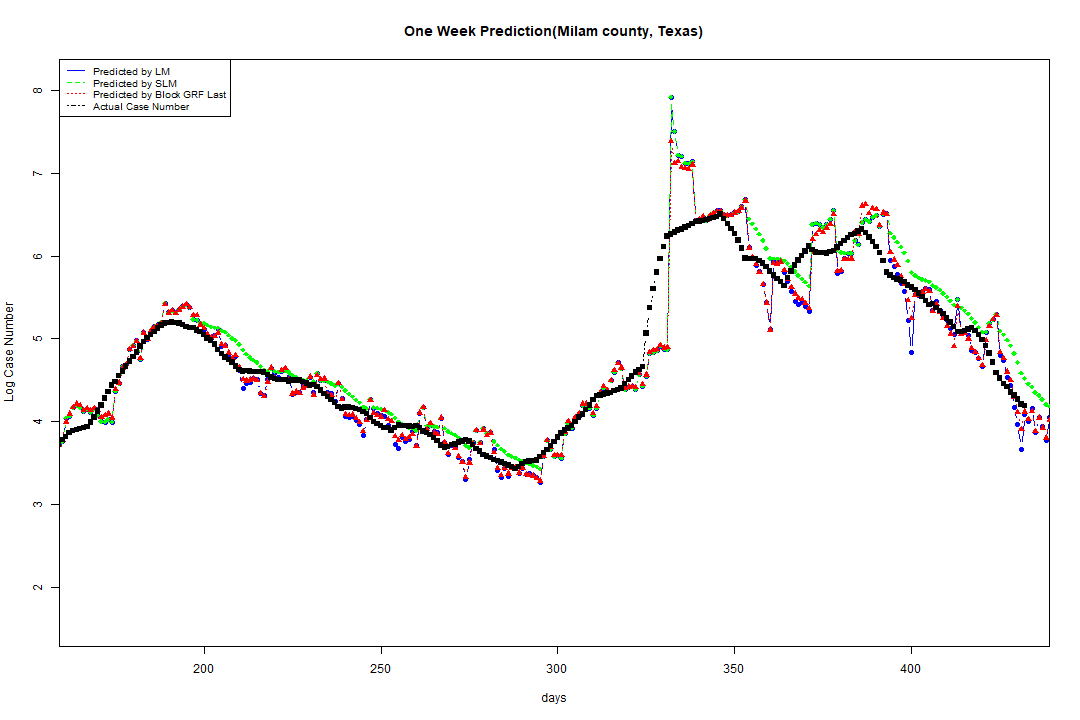 One Week Prediction(Milam county, Texas)
Predicted by LM
Predicted by SLM
Predicted by Block GRF Last
Actual Case Number
8
7
6
5
4
3
2
Log Case Number
200 250 300 350 400
days